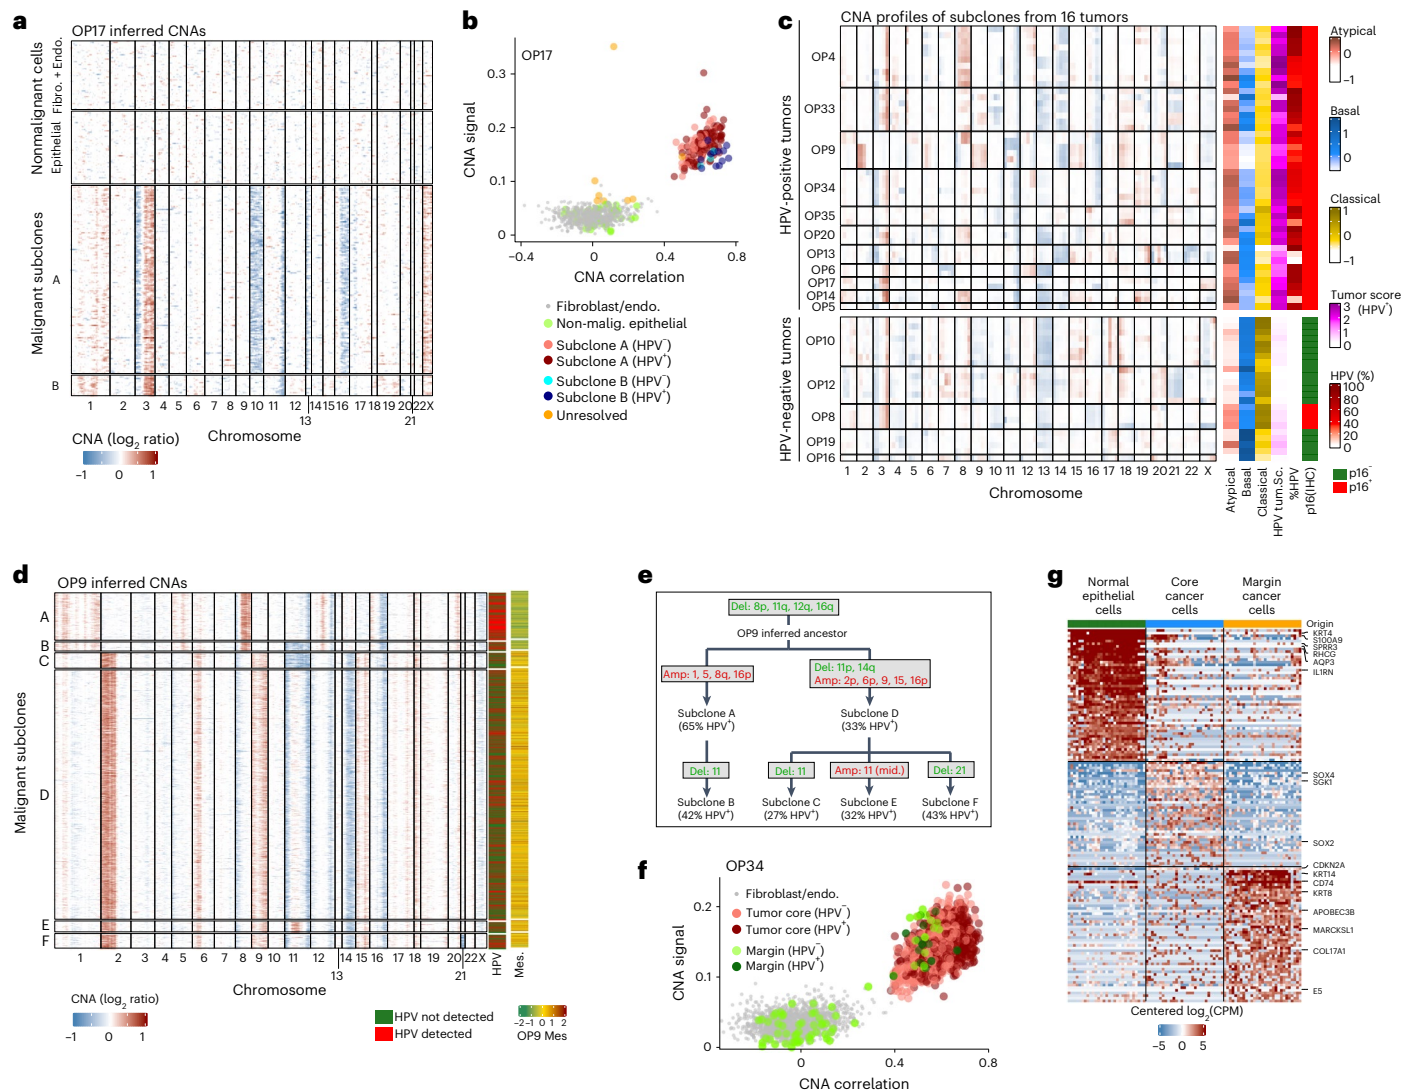 a
OP17 inferred CNAs
Nonmalignant cells
Fibro. + Endo.
Epithelial
Malignant subclones
A
B
1 2 3 4 5 6 7 8 9 10 11 12 13 14 15 16 17 18 19 20 21 22 X
Chromosome
CNA (log2 ratio)
−1 0 1
b
OP17
CNA signal
0.3
0.2
0.1
0
−0.4 0 0.4 0.8
CNA correlation
Fibroblast/endo.
Non-malig. epithelial
Subclone A (HPV−)
Subclone A (HPV+)
Subclone B (HPV−)
Subclone B (HPV+)
Unresolved
c
CNA profiles of subclones from 16 tumors
HPV-positive tumors
OP4
OP33
OP9
OP34
OP35
OP20
OP13
OP6
OP17
OP14
OP5
HPV-negative tumors
OP10
OP12
OP8
OP19
OP16
1 2 3 4 5 6 7 8 9 10 11 12 13 14 15 16 17 18 19 20 21 22 X
Chromosome
Atypical
Basal
Classical
HPV tum.Sc.
%HPV
p16(IHC)
Atypical
0
−1
Basal
1
0
Classical
1
0
−1
Tumor score
(HPV+)
3
2
1
0
HPV (%)
100
80
60
40
20
0
p16−
p16+
d
OP9 inferred CNAs
Malignant subclones
A
B
C
D
E
F
1 2 3 4 5 6 7 8 9 10 11 12 13 14 15 16 17 18 19 20 21 22 X
HPV
Mes.
Chromosome
CNA (log2 ratio)
−1 0 1
HPV not detected
HPV detected
−2 −1 0 1 2
OP9 Mes
e
Del: 8p, 11q, 12q, 16q
OP9 inferred ancestor
Amp: 1, 5, 8q, 16p
Del: 11p, 14q
Amp: 2p, 6p, 9, 15, 16p
Subclone A
(65% HPV+)
Subclone D
(33% HPV+)
Del: 11
Del: 11
Amp: 11 (mid.)
Del: 21
Subclone B
(42% HPV+)
Subclone C
(27% HPV+)
Subclone E
(32% HPV+)
Subclone F
(43% HPV+)
f
OP34
Fibroblast/endo.
Tumor core (HPV−)
Tumor core (HPV+)
Margin (HPV−)
Margin (HPV+)
CNA signal
0.2
0.1
0
0 0.4 0.8
CNA correlation
g
Normal epithelial cells
Core cancer cells
Margin cancer cells
Origin
KRT4
S100A9
SPRR3
RHCG
AQP3
IL1RN
SOX4
SGK1
SOX2
CDKN2A
KRT14
CD74
KRT8
APOBEC3B
MARCKSL1
COL17A1
E5
Centered log2(CPM)
−5 0 5